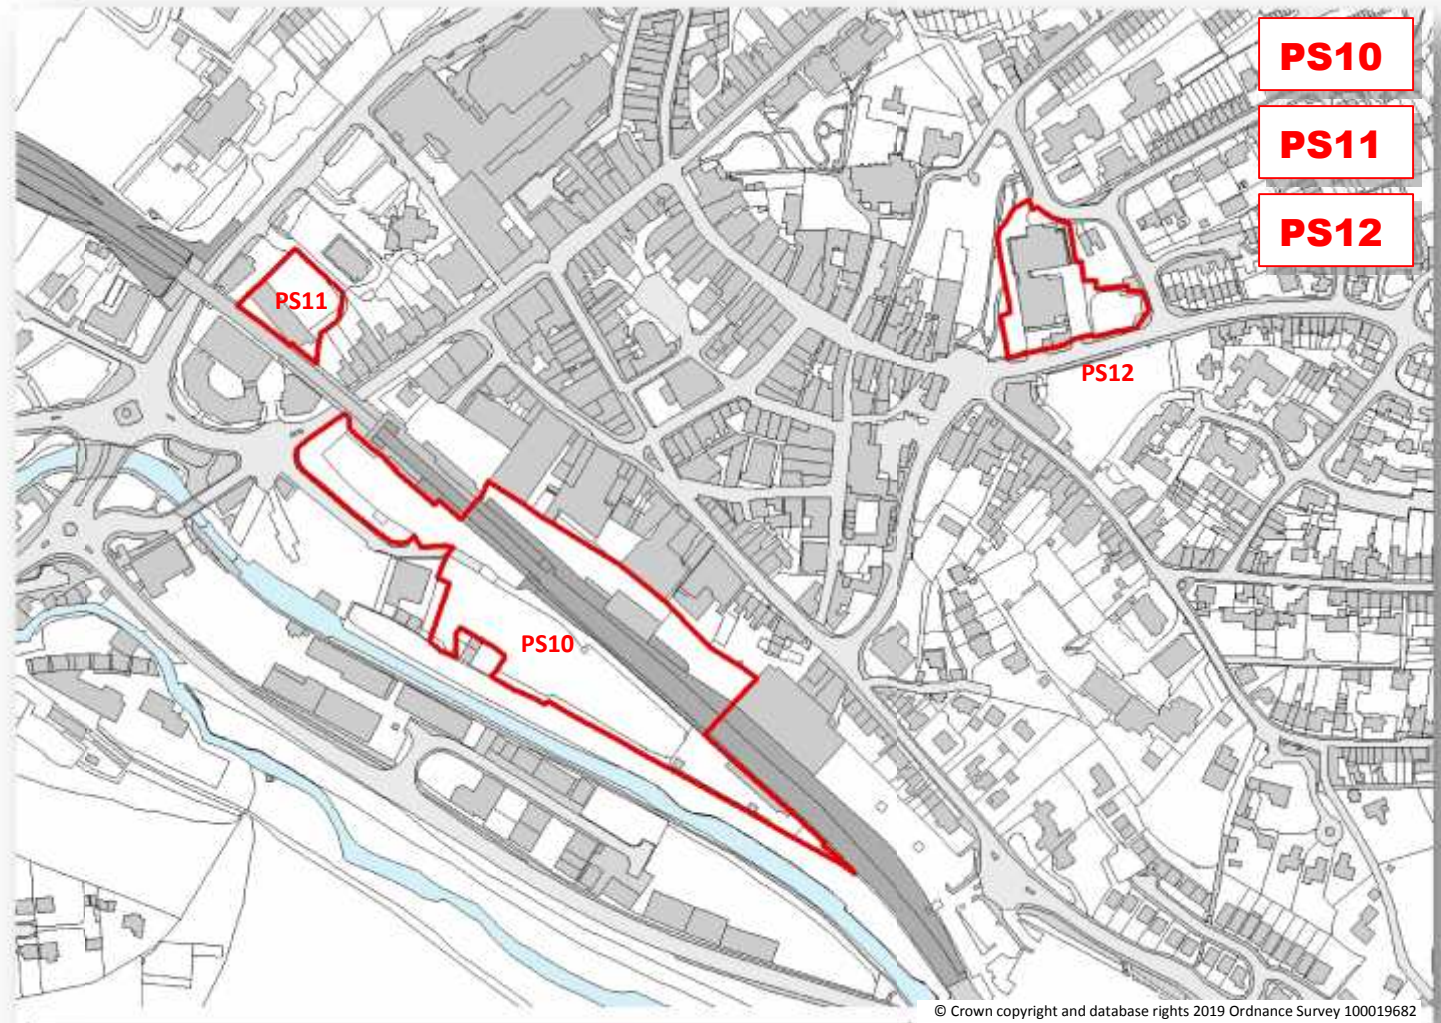 PS10
PS11
PS12
PS11
PS12
PS10
© Crown copyright and database rights 2019 Ordnance Survey 100019682